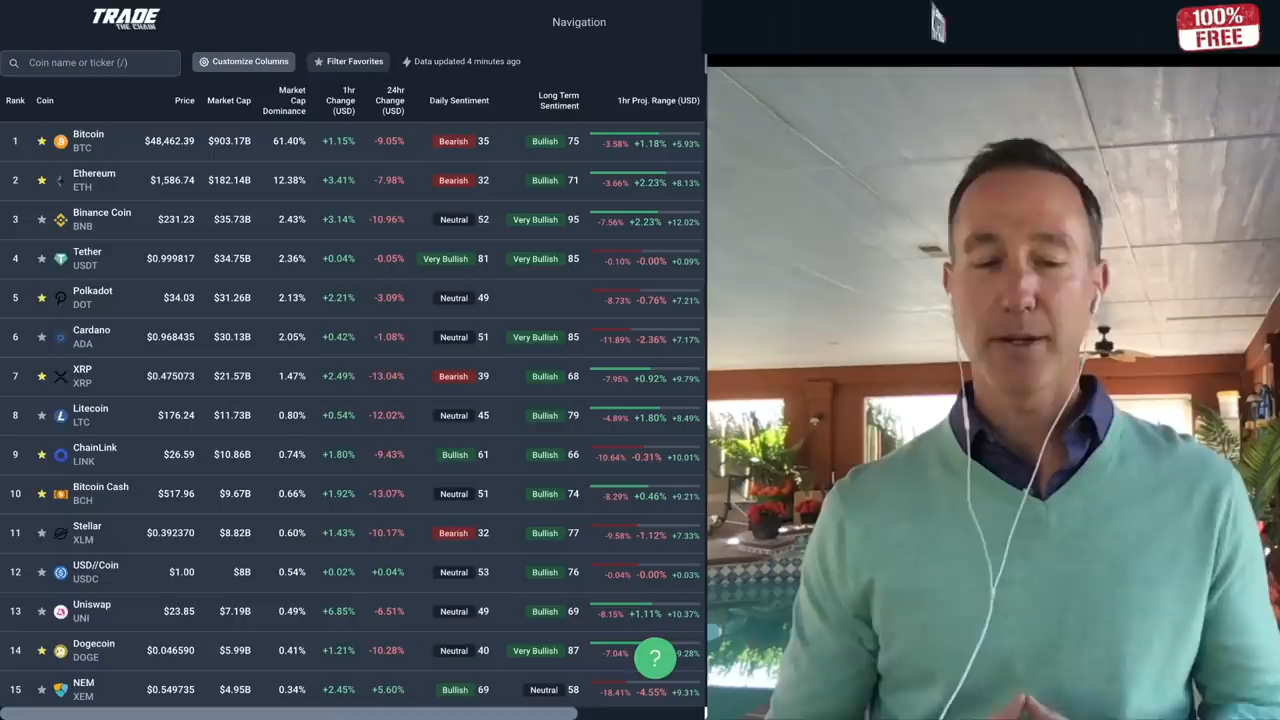 TRADE
THE CHAIN
Navigation
100%
FREE
Coin name or ticker (/)
Customize Columns
Filter Favorites
Data updated 4 minutes ago
Rank Coin Price Market Cap Market Cap Dominance 1hr Change (USD) 24hr Change (USD) Daily Sentiment Long Term Sentiment 1hr Proj. Range (USD)
1 Bitcoin BTC $48,462.39 $903.17B 61.40% +1.15% -9.05% Bearish 35 Bullish 75 -3.58% +1.18% +5.93%
2 Ethereum ETH $1,586.74 $182.14B 12.38% +3.41% -7.98% Bearish 32 Bullish 71 -3.66% +2.23% +8.13%
3 Binance Coin BNB $231.23 $35.73B 2.43% +3.14% -10.96% Neutral 52 Very Bullish 95 -7.56% +2.23% +12.02%
4 Tether USDT $0.999817 $34.75B 2.36% +0.04% -0.05% Very Bullish 81 Very Bullish 85 -0.10% -0.00% +0.09%
5 Polkadot DOT $34.03 $31.26B 2.13% +2.21% -3.09% Neutral 49 -8.73% -0.76% +7.21%
6 Cardano ADA $0.968435 $30.13B 2.05% +0.42% -1.08% Neutral 51 Very Bullish 85 -11.89% -2.36% +7.17%
7 XRP XRP $0.475073 $21.57B 1.47% +2.49% -13.04% Bearish 39 Bullish 68 -7.95% +0.92% +9.79%
8 Litecoin LTC $176.24 $11.73B 0.80% +0.54% -12.02% Neutral 45 Bullish 79 -4.89% +1.80% +8.49%
9 ChainLink LINK $26.59 $10.86B 0.74% +1.80% -9.43% Bullish 61 Bullish 66 -10.64% -0.31% +10.01%
10 Bitcoin Cash BCH $517.96 $9.67B 0.66% +1.92% -13.07% Neutral 51 Bullish 74 -8.29% +0.46% +9.21%
11 Stellar XLM $0.392370 $8.82B 0.60% +1.43% -10.17% Bearish 32 Bullish 77 -9.58% -1.12% +7.33%
12 USD//Coin USDC $1.00 $8B 0.54% +0.02% +0.04% Neutral 53 Bullish 76 -0.04% -0.00% +0.03%
13 Uniswap UNI $23.85 $7.19B 0.49% +6.85% -6.51% Neutral 49 Bullish 69 -8.15% +1.11% +10.37%
14 Dogecoin DOGE $0.046590 $5.99B 0.41% +1.21% -10.28% Neutral 40 Very Bullish 87 -7.04% 9.28%
?
15 NEM XEM $0.549735 $4.95B 0.34% +2.45% +5.60% Bullish 69 Neutral 58 -18.41% -4.55% +9.31%